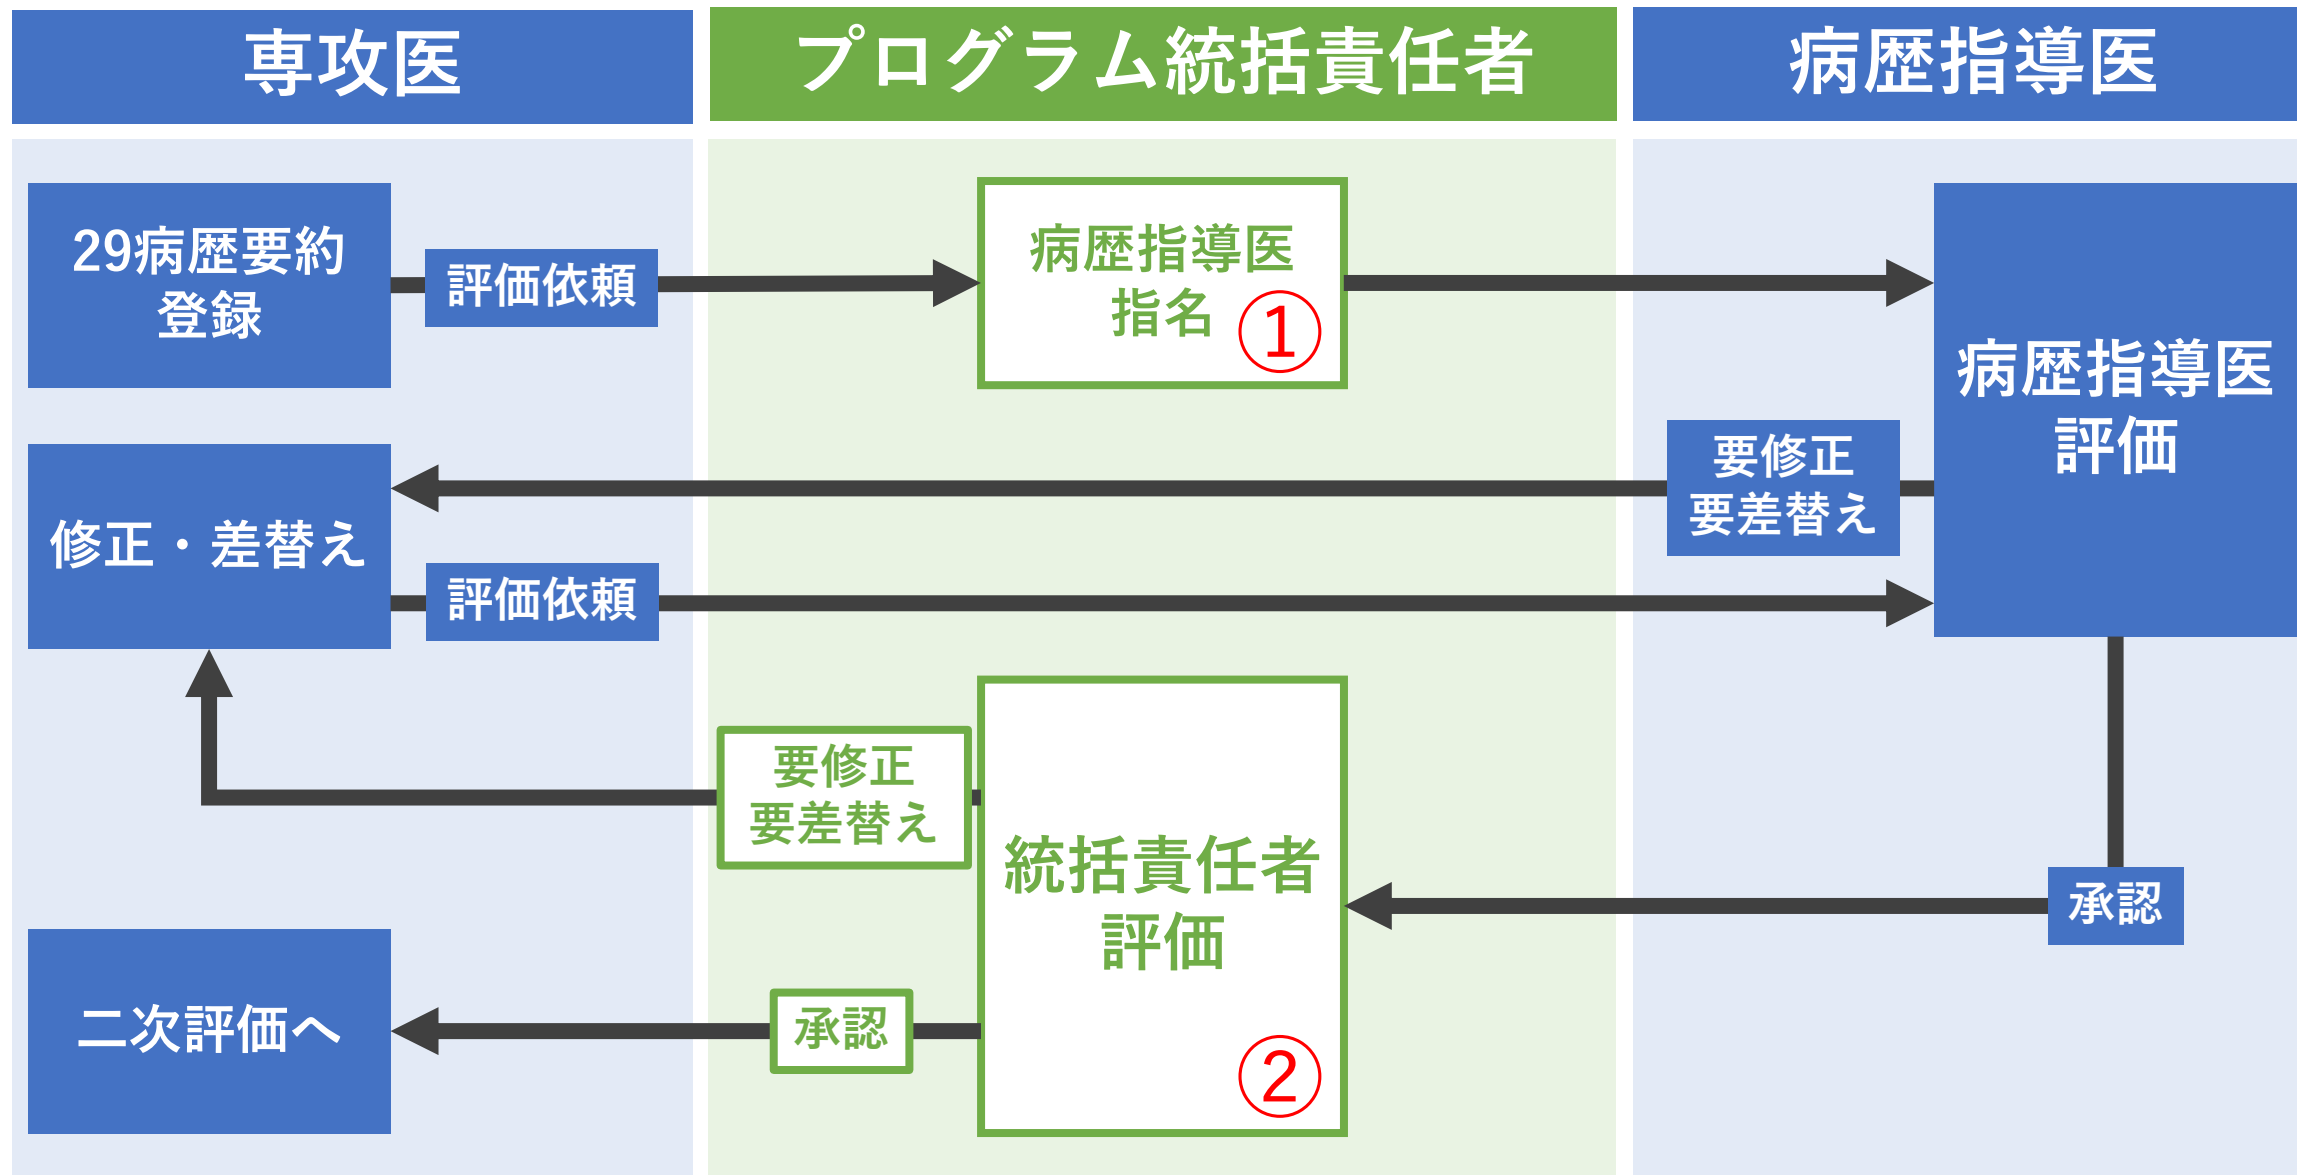 専攻医
プログラム統括責任者
病歴指導医
29病歴要約
登録
評価依頼
病歴指導医
指名
①
病歴指導医
評価
要修正
要差替え
修正・差替え
評価依頼
要修正
要差替え
統括責任者
評価
②
承認
承認
二次評価へ